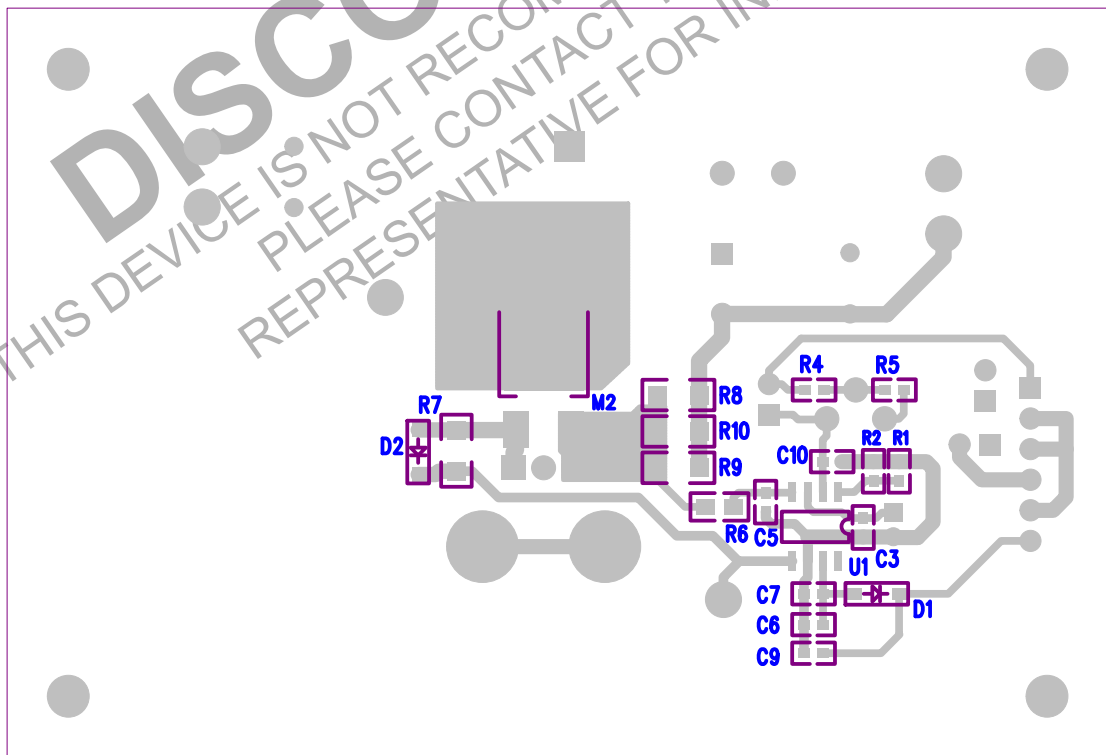 DISCO
THIS DEVICE IS NOT RECOM
PLEASE CONTACT
REPRESENTATIVE FOR IN
R4
R5
R8
M2
R7
R10
D2
R2
R1
C10
R9
R6
C5
C3
U1
C7
D1
C6
C9